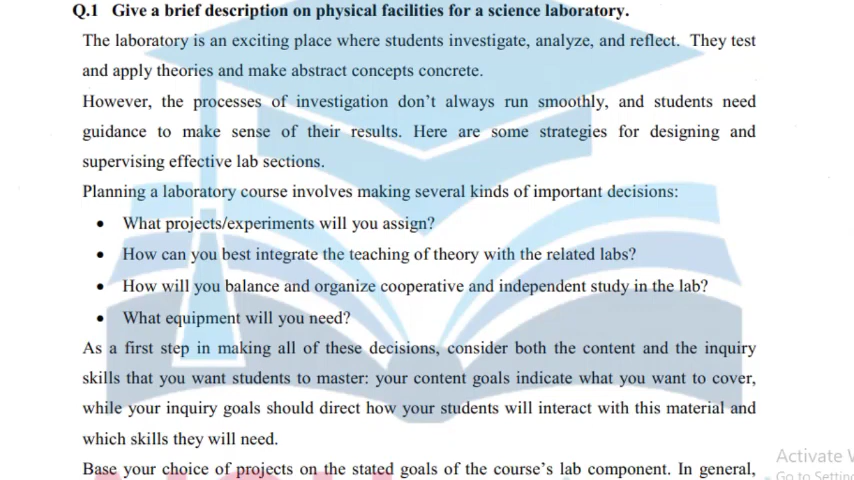 Q.1 Give a brief description on physical facilities for a science laboratory.
The laboratory is an exciting place where students investigate, analyze, and reflect. They test
and apply theories and make abstract concepts concrete.
However, the processes of investigation don't always run smoothly, and students need
guidance to make sense of their results. Here are some strategies for designing and
supervising effective lab sections.
Planning a laboratory course involves making several kinds of important decisions:
• What projects/experiments will you assign?
• How can you best integrate the teaching of theory with the related labs?
• How will you balance and organize cooperative and independent study in the lab?
• What equipment will you need?
As a first step in making all of these decisions, consider both the content and the inquiry
skills that you want students to master: your content goals indicate what you want to cover,
while your inquiry goals should direct how your students will interact with this material and
which skills they will need.
Base your choice of projects on the stated goals of the course's lab component. In general,
Activate
Go to Setting